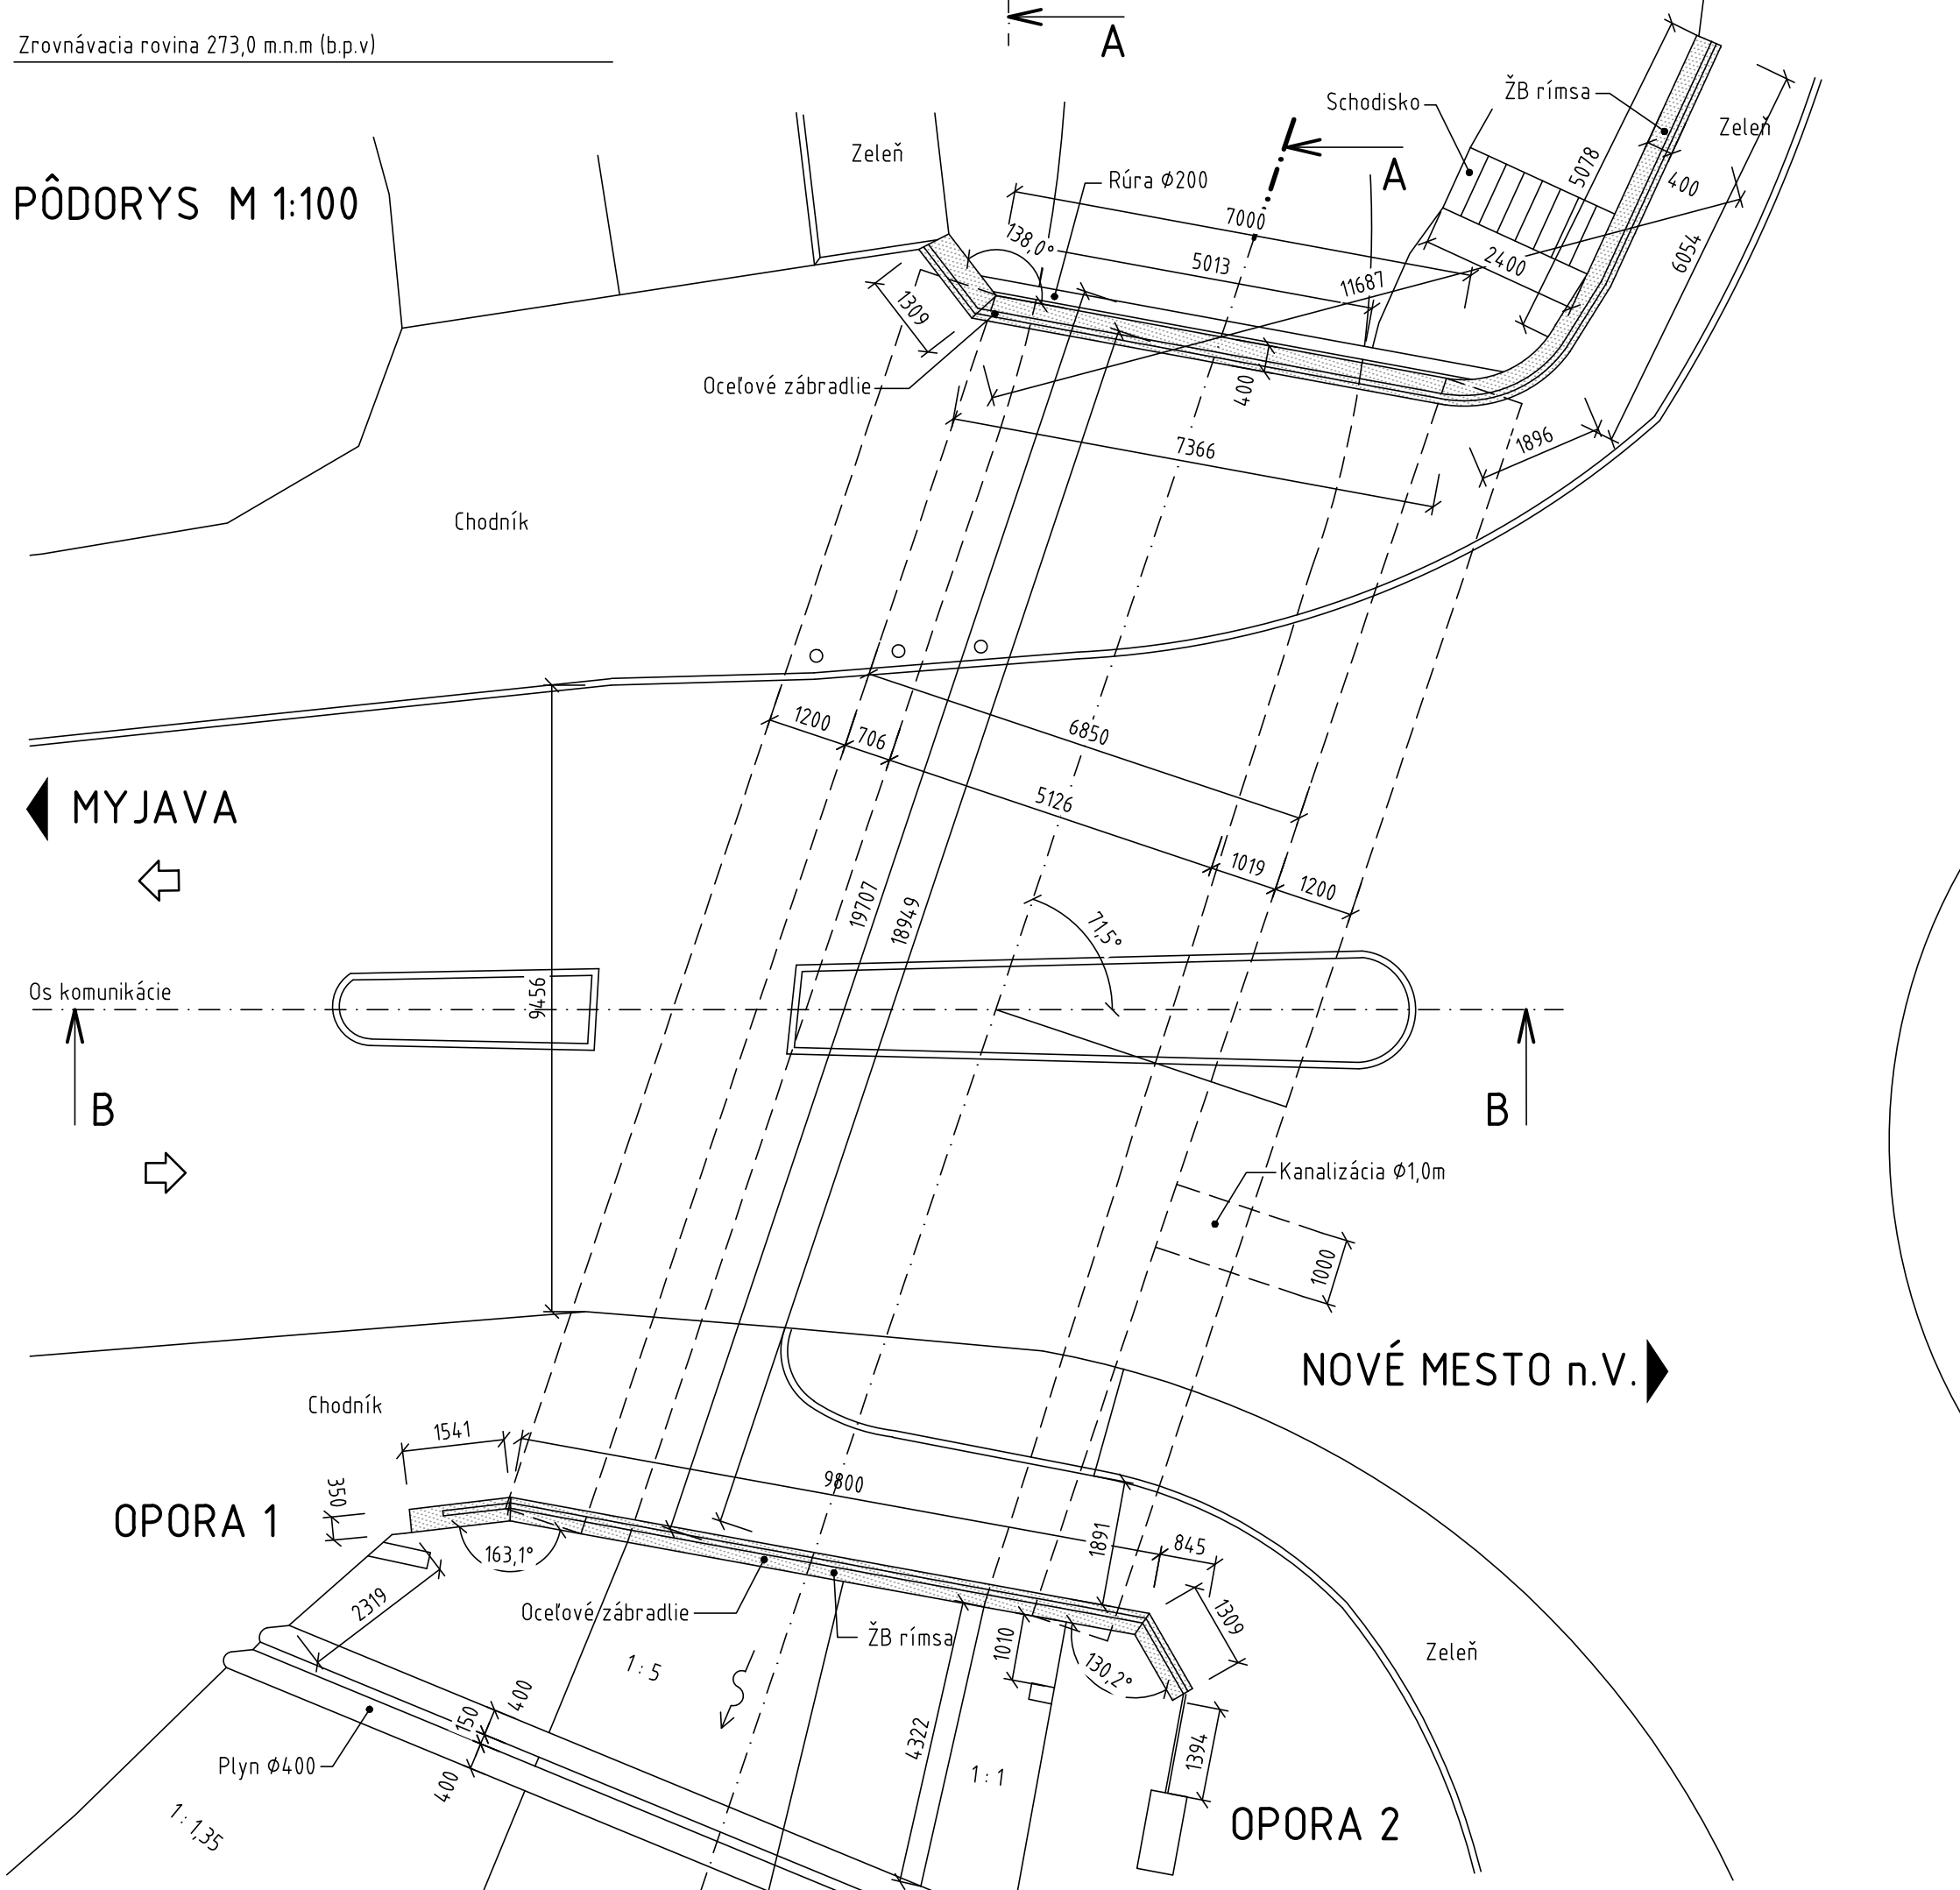 Zrovnávacia rovina 273,0 m.n.m (b.p.v)
A
Schodisko
ŽB rímsa
Zeleň
Zeleň
PÔDORYS M 1:100
Rúra Φ200
A
5078
400
7000
138,0°
5013
2400
6054
11687
1309
Oceľové zábradlie
400
7366
1896
Chodník
1200
706
6850
5126
MYJAVA
1019
1200
19707
18949
71,5°
Os komunikácie
9456
B
B
Kanalizácia Φ1,0m
1000
NOVÉ MESTO n.V.
Chodník
1541
350
9800
OPORA 1
163,1°
1891
845
2319
Oceľové zábradlie
ŽB rímsa
1309
1010
130,2°
Zeleň
1:5
400
150
4322
1394
Plyn Φ400
400
1:1
1:1,35
OPORA 2